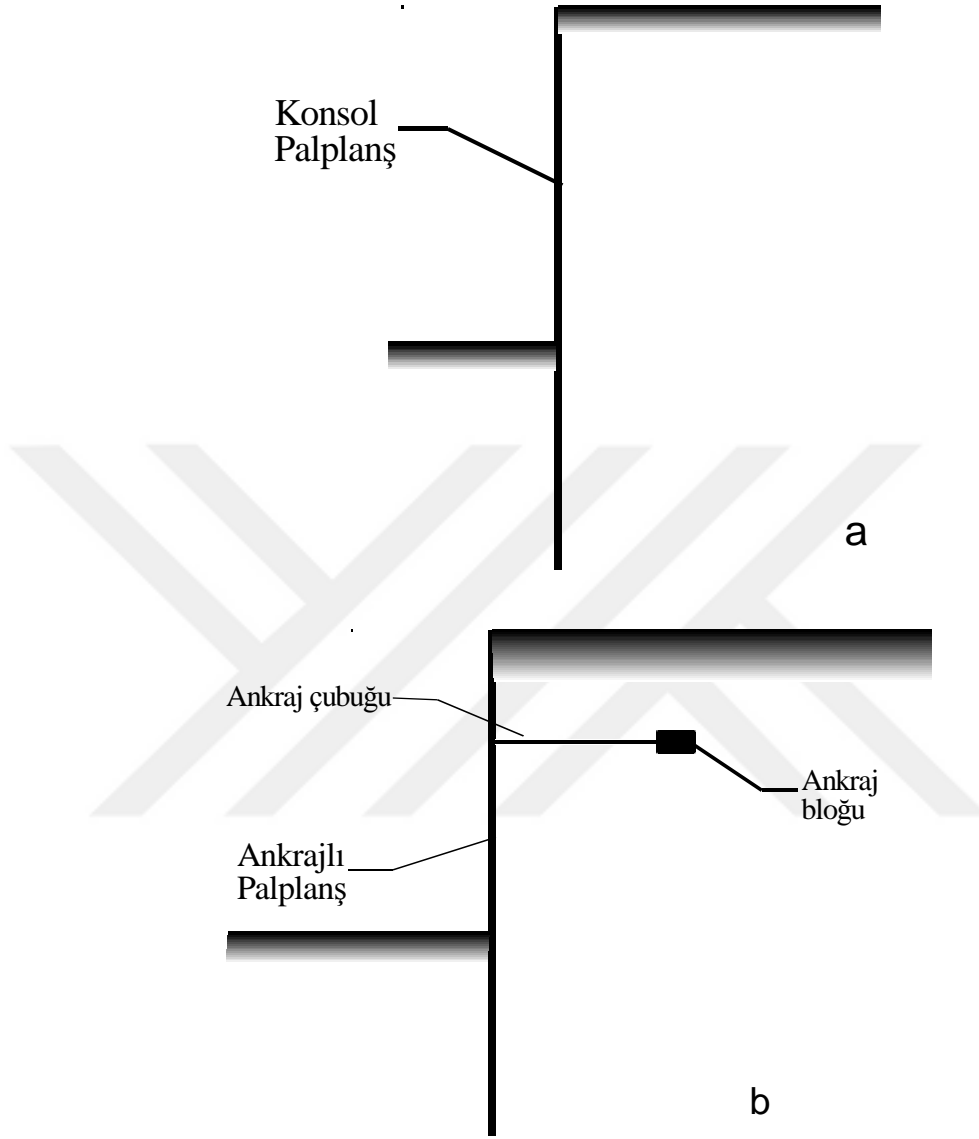 Konsol
Palplanş
a
Ankraj çubuğu
Ankraj
bloğu
Ankrajlı
Palplanş
b